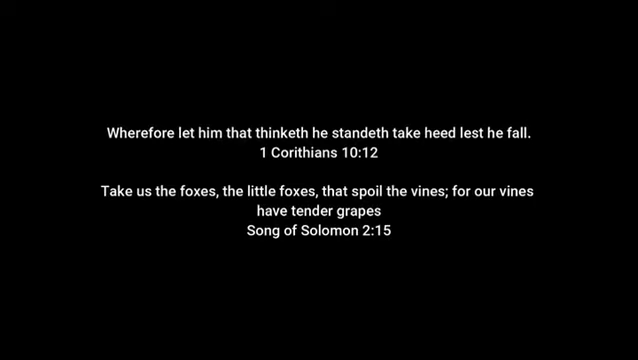 Wherefore let him that thinketh he standeth take heed lest he fall.
1 Corithians 10:12
Take us the foxes, the little foxes, that spoil the vines; for our vines
have tender grapes
Song of Solomon 2:15